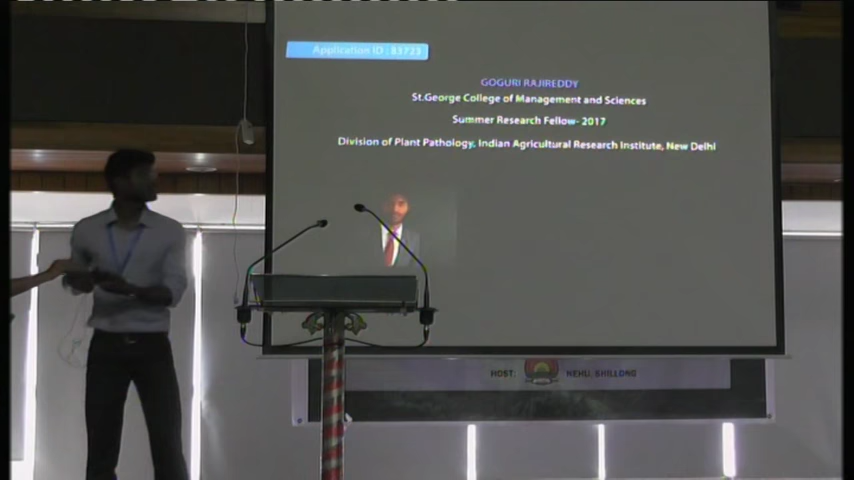 Application ID : 83723
GOGURI RAJIREDDY
St.George College of Management and Sciences
Summer Research Fellow- 2017
Division of Plant Pathology, Indian Agricultural Research Institute, New Delhi
HOST: NEHU, SHILLONG